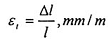 ε_t = Δl / l , mm / m